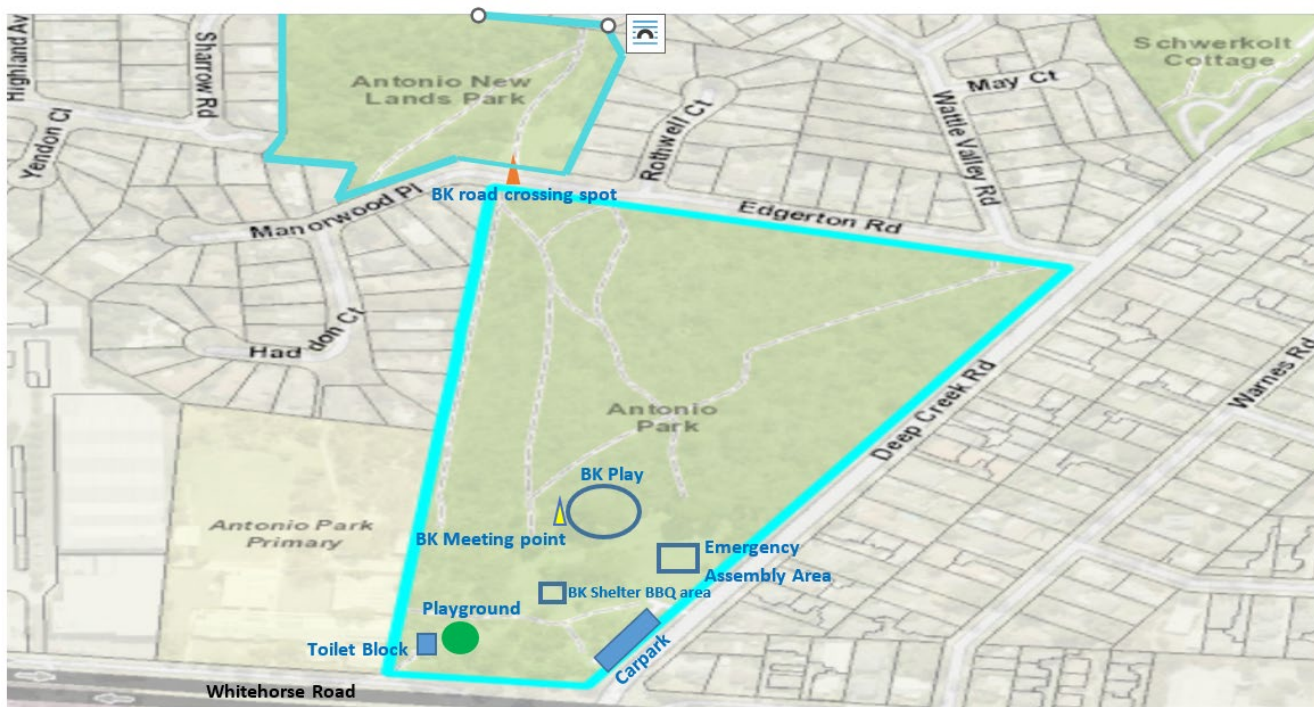 Highland Av
Sharrow Rd
Yendon Cl
Antonio New
Lands Park
Rothwell Ct
Wattle Valley Rd
May Ct
Schwerkolt
Cottage
BK road crossing spot
Manorwood Pl
Edgerton Rd
Haddon Ct
Antonio
Park
Deep Creek Rd
Warnes Rd
BK Play
Antonio Park
Primary
BK Meeting point
Emergency
Assembly Area
BK Shelter BBQ area
Playground
Toilet Block
Carpark
Whitehorse Road